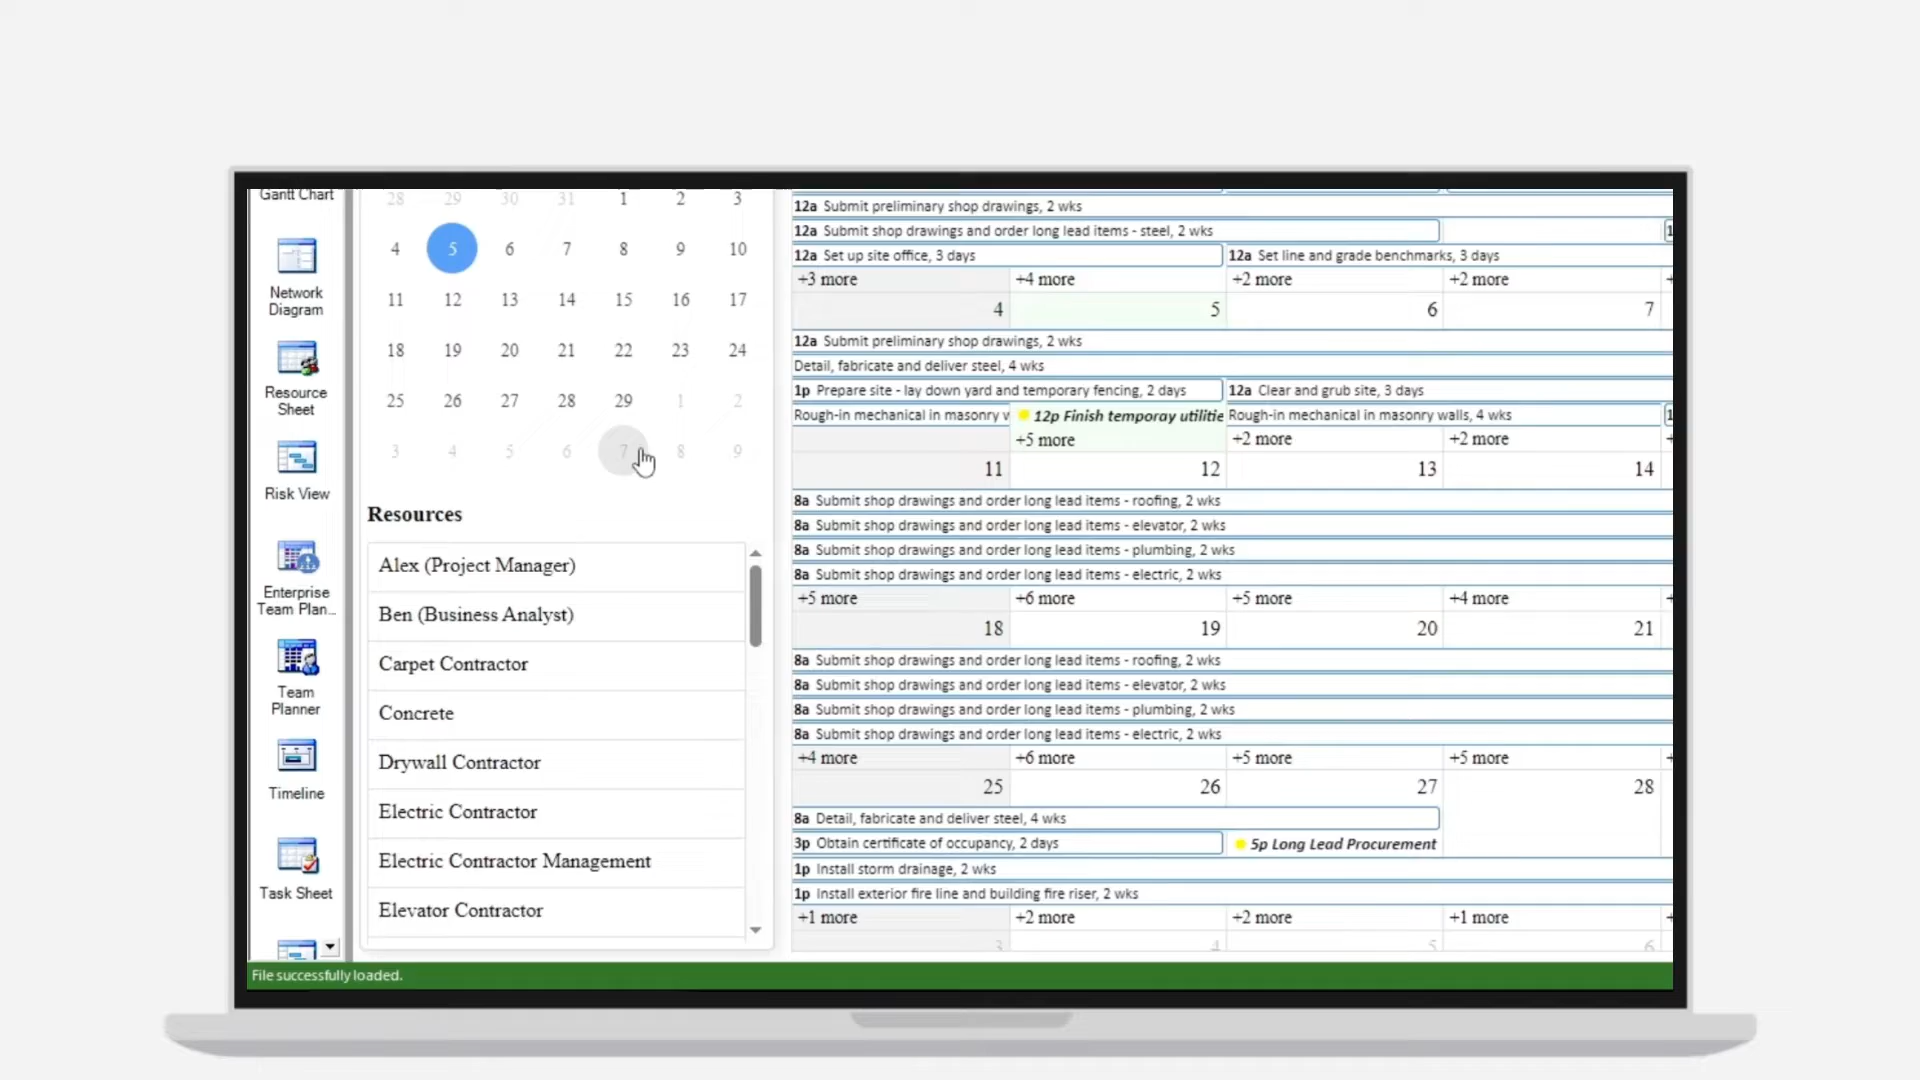 Gantt Chart
Network
Diagram
Resource
Sheet
Risk View
Enterprise
Team Plan...
Team
Planner
Timeline
Task Sheet
28 29 30 31 1 2 3
4 5 6 7 8 9 10
11 12 13 14 15 16 17
18 19 20 21 22 23 24
25 26 27 28 29 1 2
3 4 5 6 7 8 9
Resources
Alex (Project Manager)
Ben (Business Analyst)
Carpet Contractor
Concrete
Drywall Contractor
Electric Contractor
Electric Contractor Management
Elevator Contractor
12a Submit preliminary shop drawings, 2 wks
12a Submit shop drawings and order long lead items - steel, 2 wks
12a Set up site office, 3 days 12a Set line and grade benchmarks, 3 days
+3 more +4 more +2 more +2 more
4 5 6 7
12a Submit preliminary shop drawings, 2 wks
Detail, fabricate and deliver steel, 4 wks
1p Prepare site - lay down yard and temporary fencing, 2 days 12a Clear and grub site, 3 days
Rough-in mechanical in masonry 12p Finish temporay utilitie Rough-in mechanical in masonry walls, 4 wks
+5 more +2 more +2 more
11 12 13 14
8a Submit shop drawings and order long lead items - roofing, 2 wks
8a Submit shop drawings and order long lead items - elevator, 2 wks
8a Submit shop drawings and order long lead items - plumbing, 2 wks
8a Submit shop drawings and order long lead items - electric, 2 wks
+5 more +6 more +5 more +4 more
18 19 20 21
8a Submit shop drawings and order long lead items - roofing, 2 wks
8a Submit shop drawings and order long lead items - elevator, 2 wks
8a Submit shop drawings and order long lead items - plumbing, 2 wks
8a Submit shop drawings and order long lead items - electric, 2 wks
+4 more +6 more +5 more +5 more
25 26 27 28
8a Detail, fabricate and deliver steel, 4 wks
3p Obtain certificate of occupancy, 2 days 5p Long Lead Procurement
1p Install storm drainage, 2 wks
1p Install exterior fire line and building fire riser, 2 wks
+1 more +2 more +2 more +1 more
3 4 5 6
File successfully loaded.